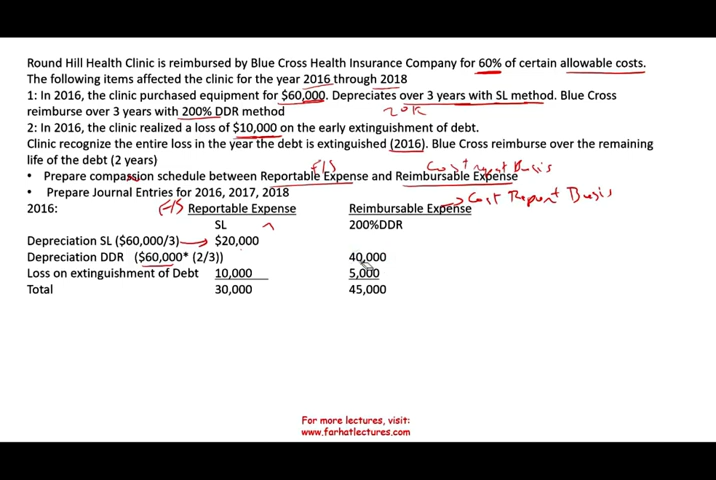 Round Hill Health Clinic is reimbursed by Blue Cross Health Insurance Company for 60% of certain allowable costs.
The following items affected the clinic for the year 2016 through 2018
1: In 2016, the clinic purchased equipment for $60,000. Depreciates over 3 years with SL method. Blue Cross
reimburse over 3 years with 200% DDR method
20K
2: In 2016, the clinic realized a loss of $10,000 on the early extinguishment of debt.
Clinic recognize the entire loss in the year the debt is extinguished (2016). Blue Cross reimburse over the remaining
life of the debt (2 years)
F/S Cost Report Basis
• Prepare compassion schedule between Reportable Expense and Reimbursable Expense
• Prepare Journal Entries for 2016, 2017, 2018
→ Cost Report Basis
2016: F/S Reportable Expense Reimbursable Expense
SL 200%DDR
Depreciation SL ($60,000/3) $20,000
Depreciation DDR ($60,000* (2/3)) 40,000
Loss on extinguishment of Debt 10,000 5,000
Total 30,000 45,000
For more lectures, visit:
www.farhatlectures.com